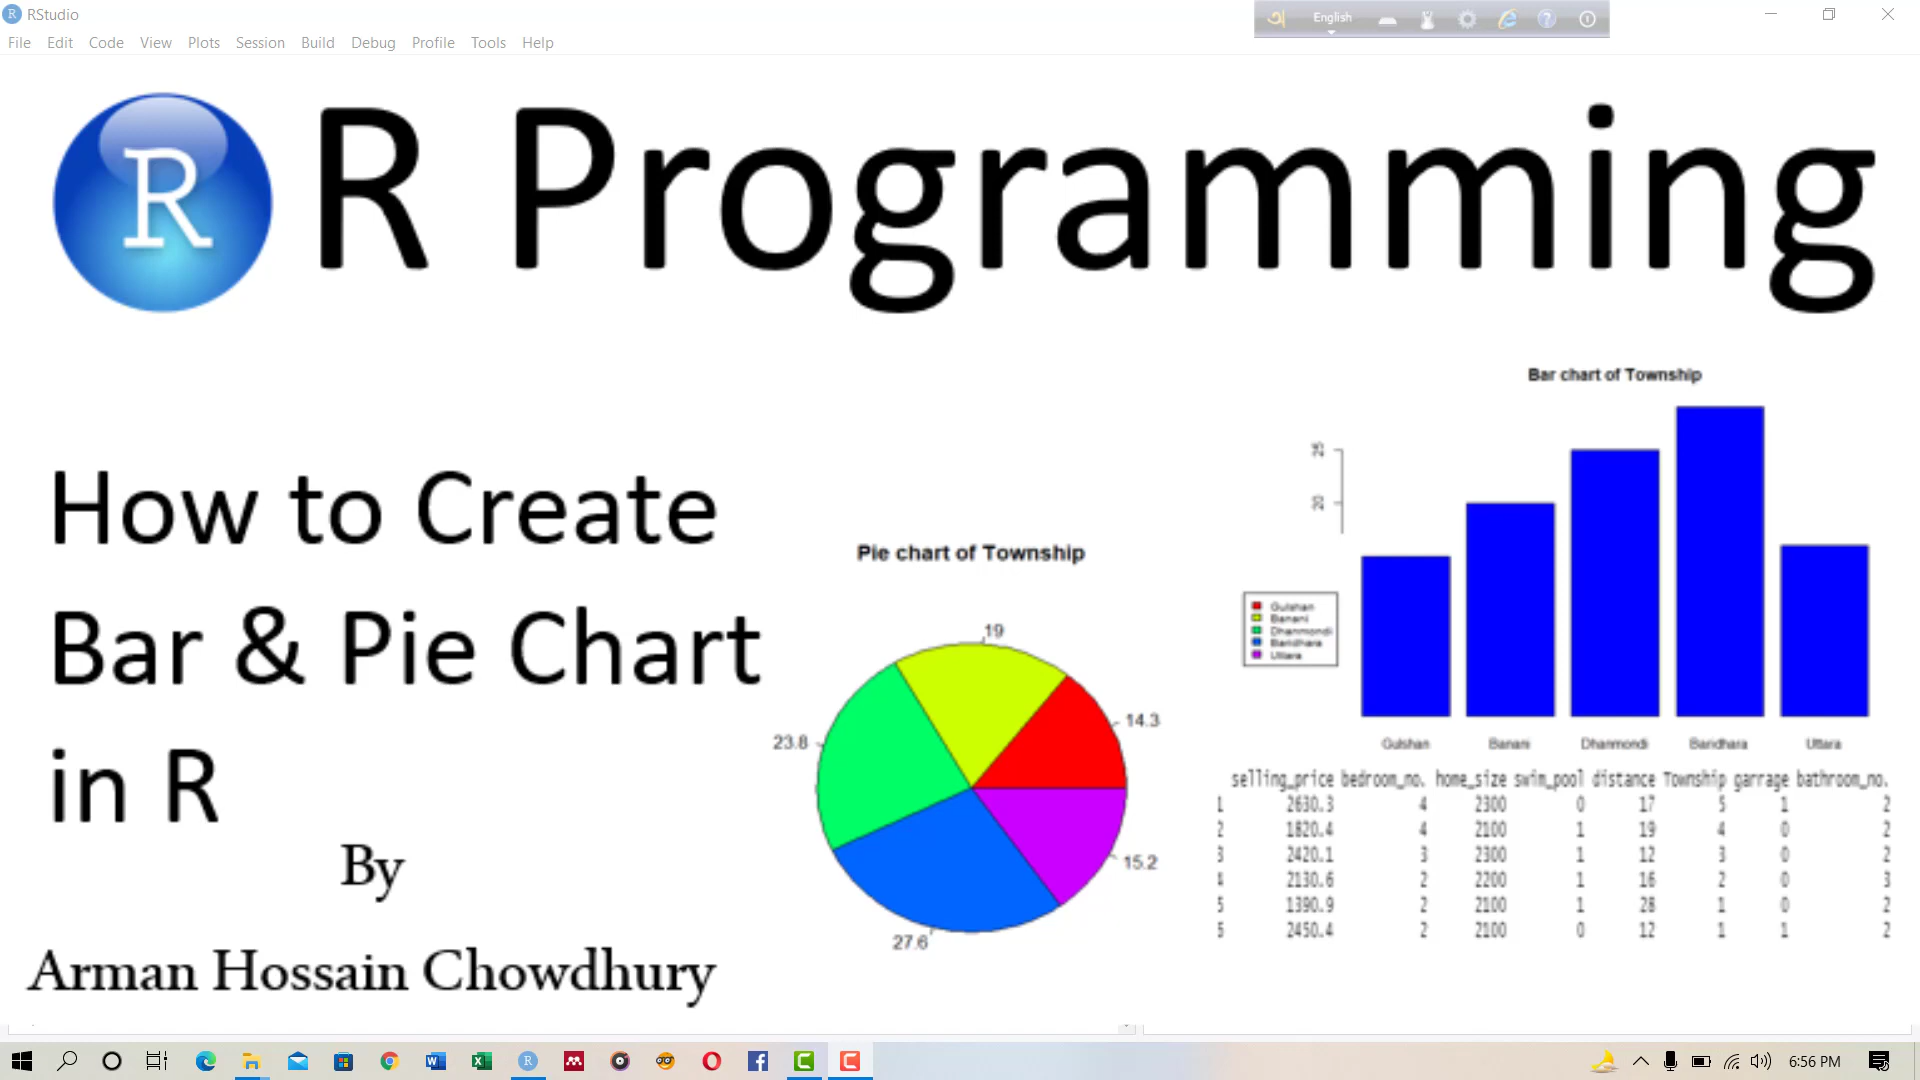 RStudio
English
File Edit Code View Plots Session Build Debug Profile Tools Help
R
R Programming
How to Create
Bar & Pie Chart
in R
By
Arman Hossain Chowdhury
Pie chart of Township
19
14.3
23.8
15.2
27.6
Bar chart of Township
25
20
Gulshan
Banani
Dhanmondi
Baridhara
Uttara
Gulshan Banani Dhanmondi Baridhara Uttara
selling_price bedroom_no. home_size swim_pool distance Township garrage bathroom_no.
1 2630.3 4 2300 0 17 5 1 2
2 1820.4 4 2100 1 19 4 0 2
3 2420.1 3 2300 1 12 3 0 2
4 2130.6 2 2200 1 16 2 0 3
5 1390.9 2 2100 1 28 1 0 2
2450.4 2 2100 0 12 1 1 2
6:56 PM